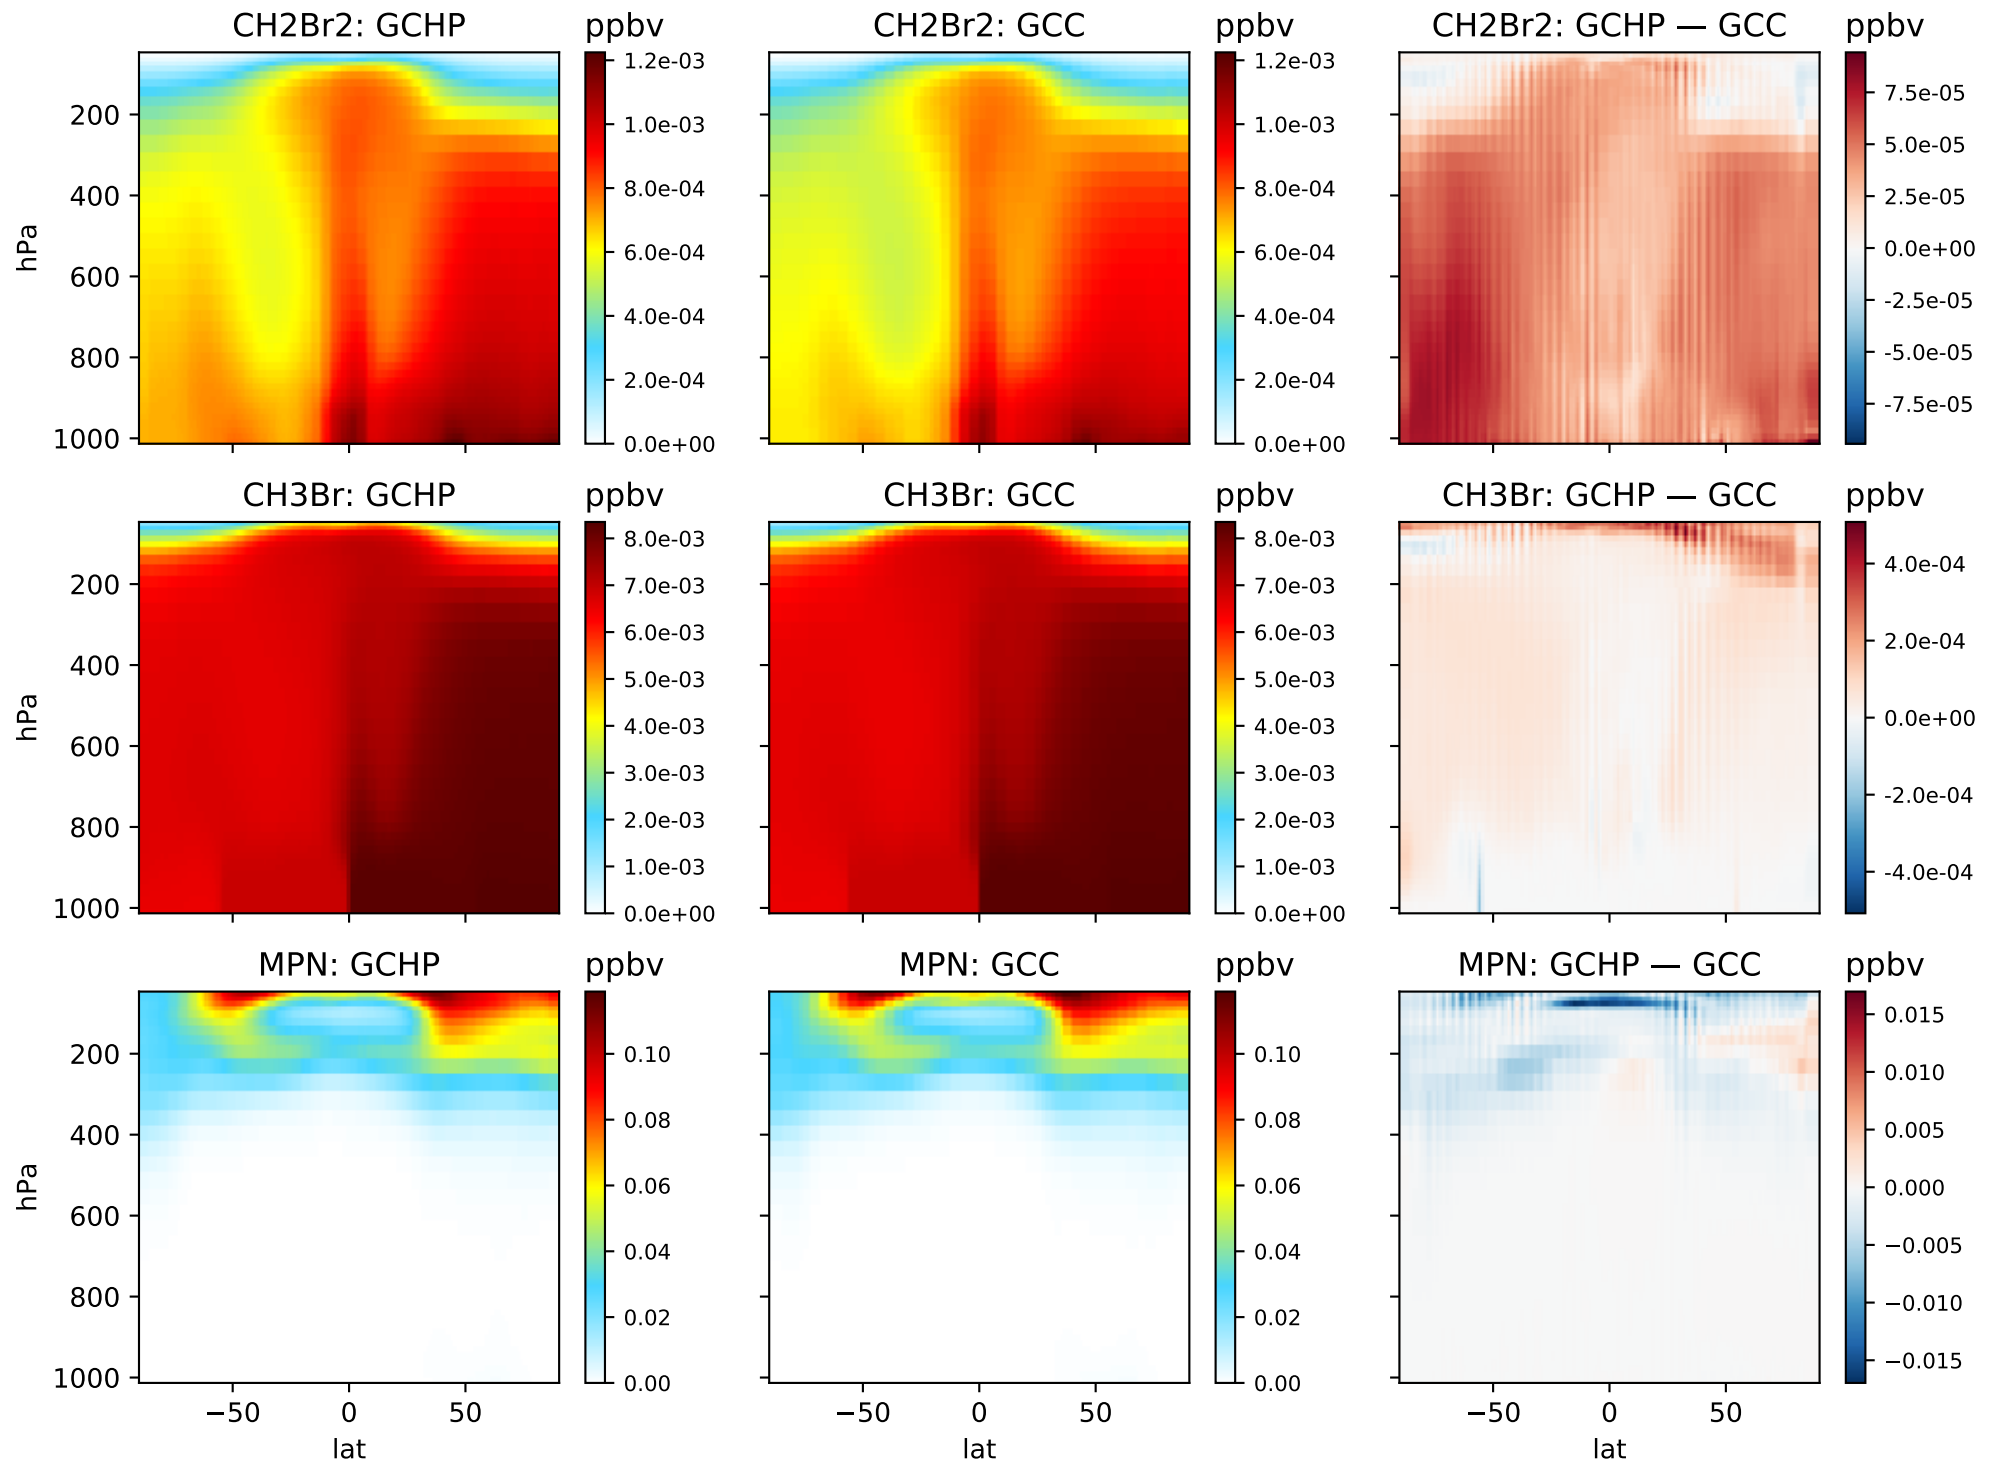 CH2Br2: GCHP
ppbv
CH2Br2: GCC
ppbv
CH2Br2: GCHP — GCC
ppbv
hPa
200
400
600
800
1000
1.2e-03
1.0e-03
8.0e-04
6.0e-04
4.0e-04
2.0e-04
0.0e+00
1.2e-03
1.0e-03
8.0e-04
6.0e-04
4.0e-04
2.0e-04
0.0e+00
7.5e-05
5.0e-05
2.5e-05
0.0e+00
-2.5e-05
-5.0e-05
-7.5e-05
CH3Br: GCHP
ppbv
CH3Br: GCC
ppbv
CH3Br: GCHP — GCC
ppbv
hPa
200
400
600
800
1000
8.0e-03
7.0e-03
6.0e-03
5.0e-03
4.0e-03
3.0e-03
2.0e-03
1.0e-03
0.0e+00
8.0e-03
7.0e-03
6.0e-03
5.0e-03
4.0e-03
3.0e-03
2.0e-03
1.0e-03
0.0e+00
4.0e-04
2.0e-04
0.0e+00
-2.0e-04
-4.0e-04
MPN: GCHP
ppbv
MPN: GCC
ppbv
MPN: GCHP — GCC
ppbv
hPa
200
400
600
800
1000
0.10
0.08
0.06
0.04
0.02
0.00
0.10
0.08
0.06
0.04
0.02
0.00
0.015
0.010
0.005
0.000
−0.005
−0.010
−0.015
−50 0 50
lat
−50 0 50
lat
−50 0 50
lat